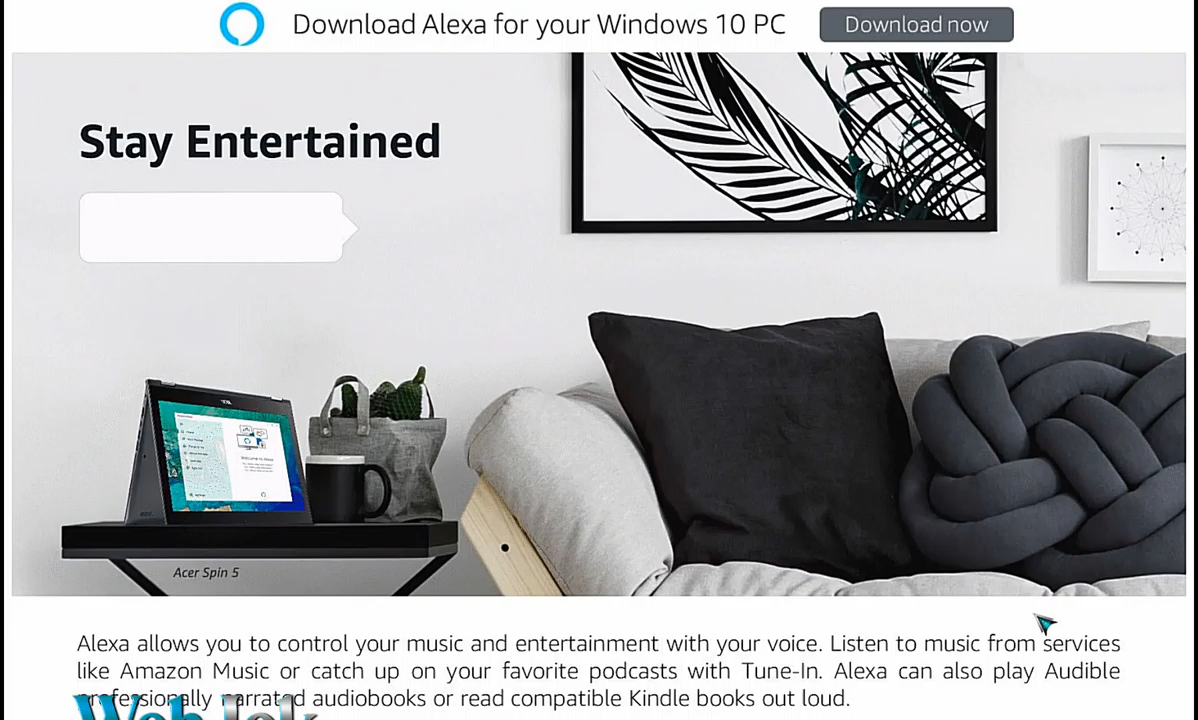 Download Alexa for your Windows 10 PC
Download now
Stay Entertained
Acer Spin 5
Alexa allows you to control your music and entertainment with your voice. Listen to music from services
like Amazon Music or catch up on your favorite podcasts with Tune-In. Alexa can also play Audible
professionally narrated audiobooks or read compatible Kindle books out loud.